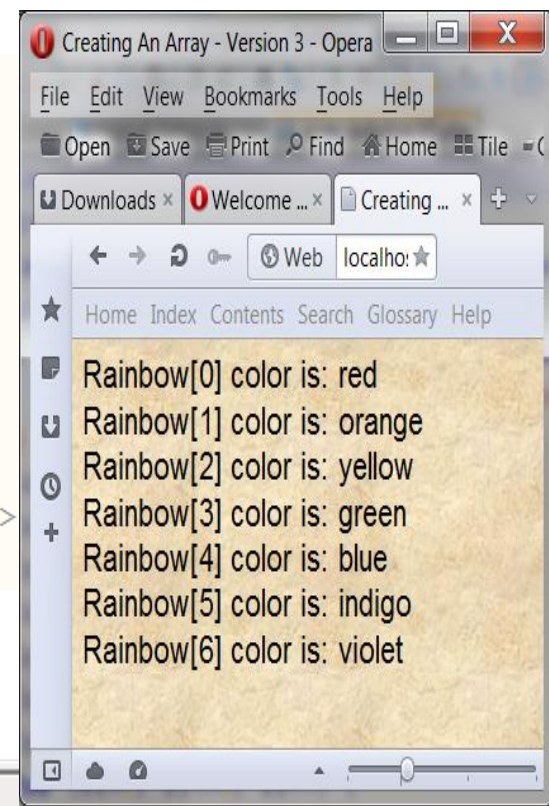 Creating An Array - Version 3 - Opera
File Edit View Bookmarks Tools Help
Open Save Print Find Home Tile
Downloads Welcome ... Creating ...
Web localho
Home Index Contents Search Glossary Help
Rainbow[0] color is: red
Rainbow[1] color is: orange
Rainbow[2] color is: yellow
Rainbow[3] color is: green
Rainbow[4] color is: blue
Rainbow[5] color is: indigo
Rainbow[6] color is: violet
>